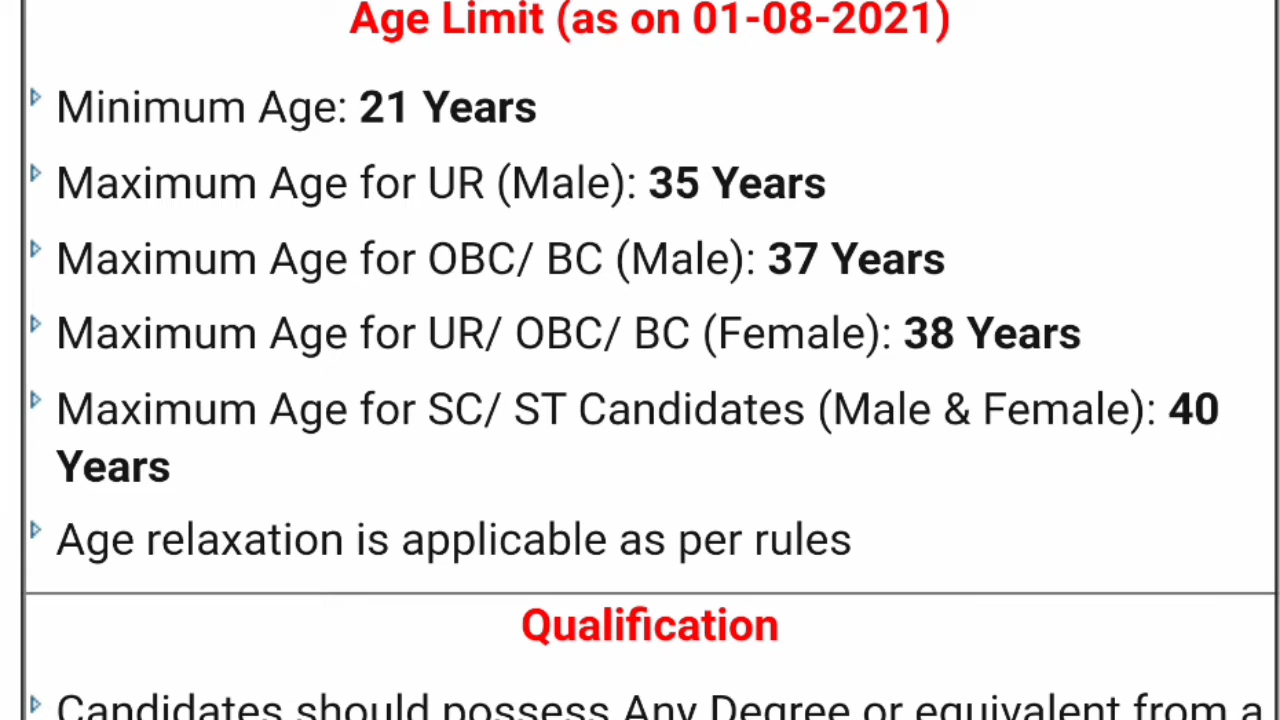 Age Limit (as on 01-08-2021)
Minimum Age: 21 Years
Maximum Age for UR (Male): 35 Years
Maximum Age for OBC/ BC (Male): 37 Years
Maximum Age for UR/ OBC/ BC (Female): 38 Years
Maximum Age for SC/ ST Candidates (Male & Female): 40
Years
Age relaxation is applicable as per rules
Qualification
Candidates should possess Any Degree or equivalent from a